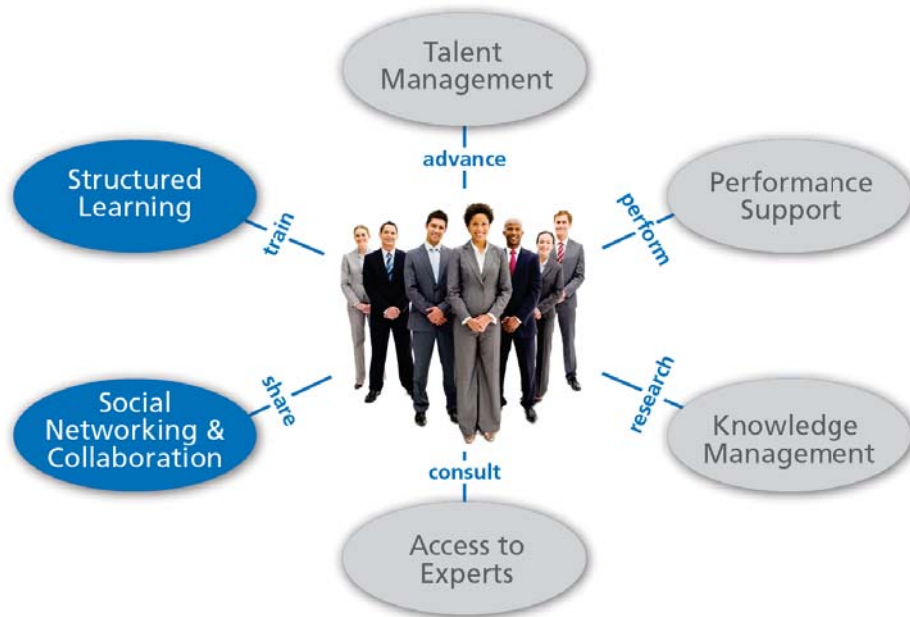 Talent
Management
advance
Structured
Learning
train
perform
Performance
Support
Social
Networking &
Collaboration
share
research
Knowledge
Management
consult
Access to
Experts